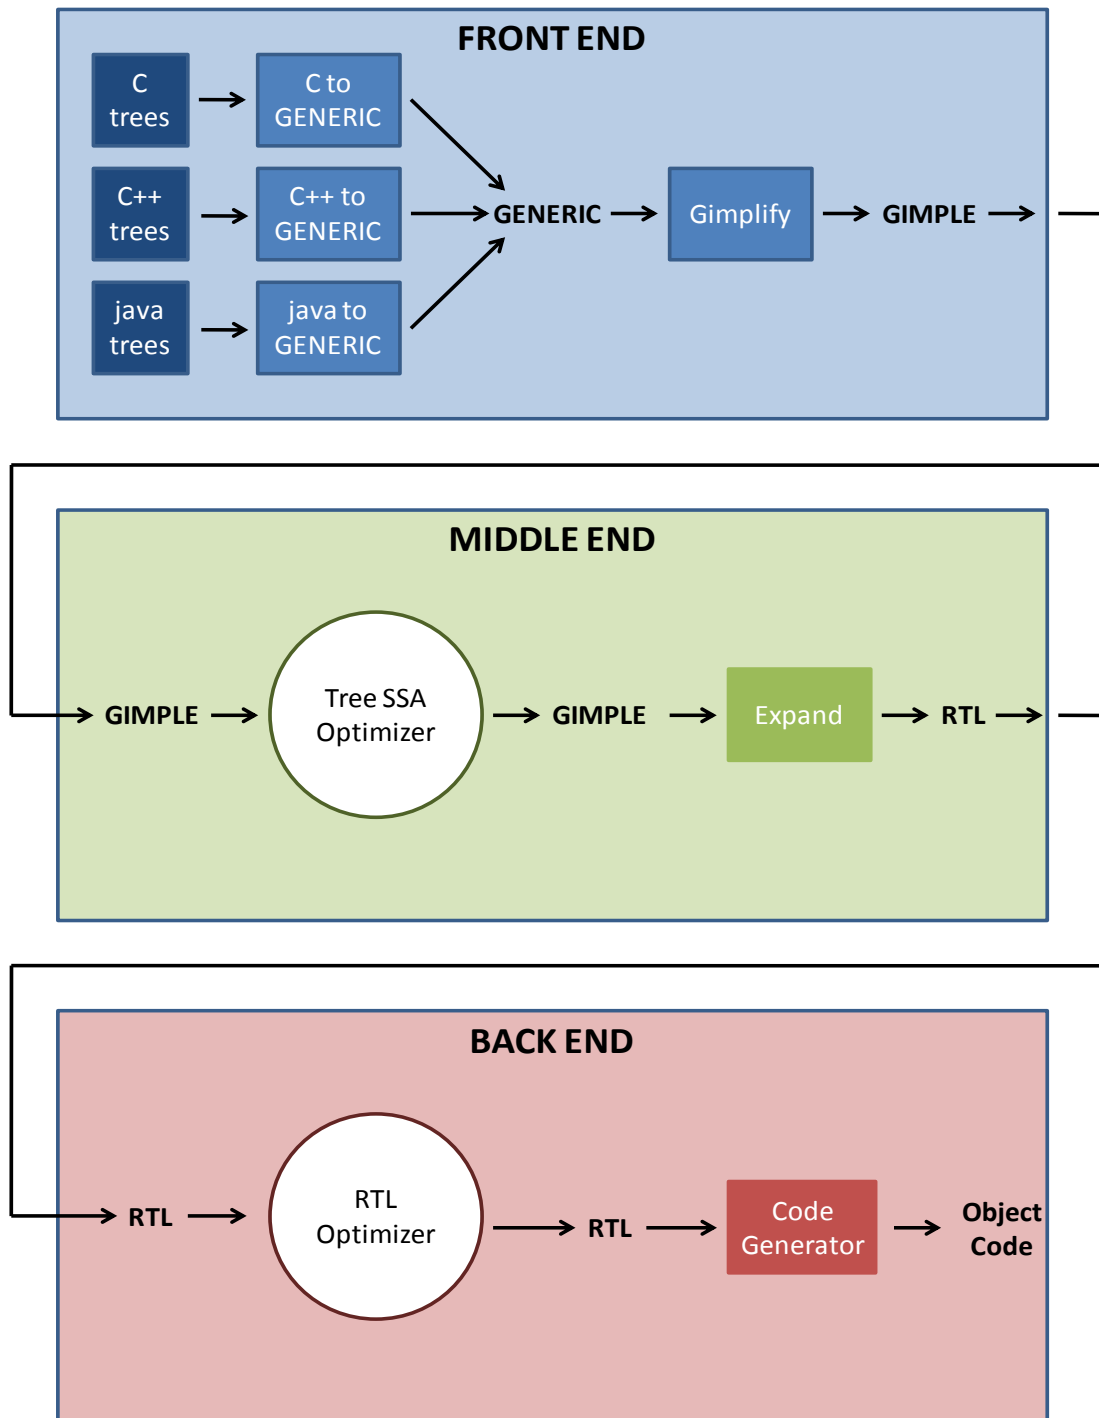 FRONT END
C
trees
C to
GENERIC
C++
trees
C++ to
GENERIC
GENERIC
Gimplify
GIMPLE
java
trees
java to
GENERIC
MIDDLE END
GIMPLE
Tree SSA
Optimizer
GIMPLE
Expand
RTL
BACK END
RTL
RTL
Optimizer
RTL
Code
Generator
Object
Code